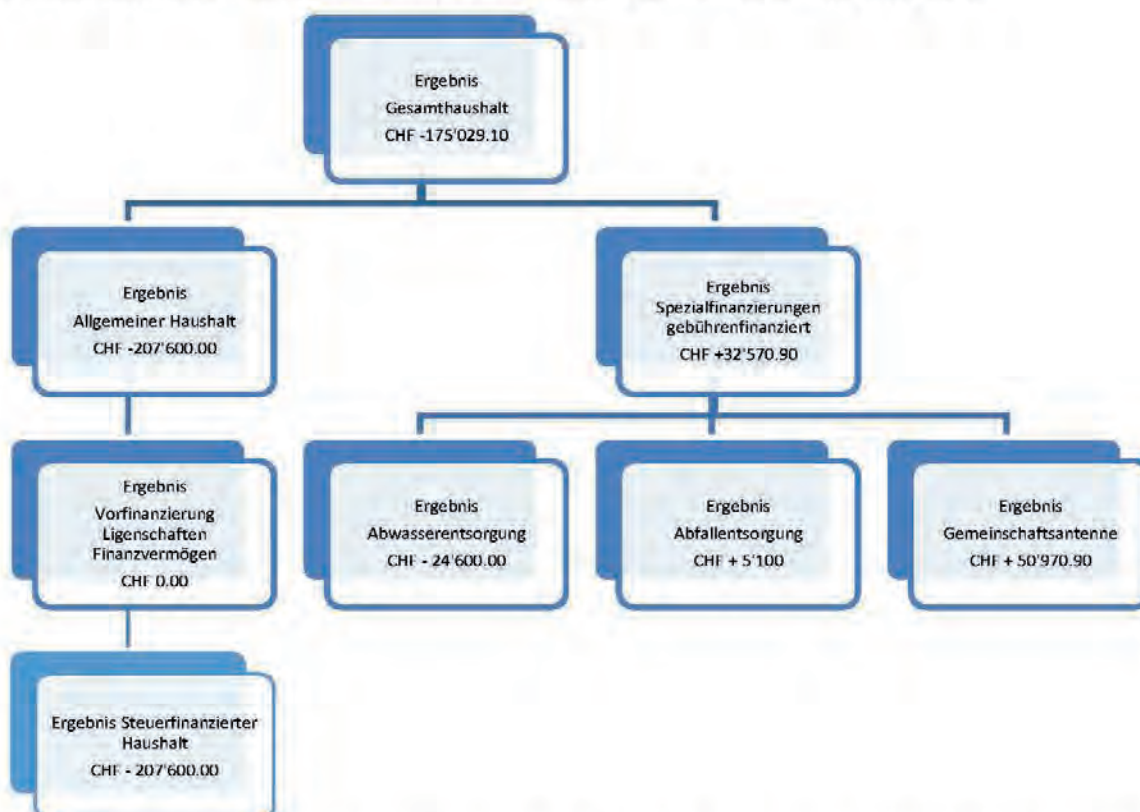 Ergebnis
Gesamthaushalt
CHF -175'029.10
Ergebnis
Allgemeiner Haushalt
CHF -207'600.00
Ergebnis
Spezialfinanzierungen
gebührenfinanziert
CHF +32'570.90
Ergebnis
Vorfinanzierung
Ligenschaften
Finanzvermögen
CHF 0.00
Ergebnis
Abwasserentsorgung
CHF - 24'600.00
Ergebnis
Abfallentsorgung
CHF + 5'100
Ergebnis
Gemeinschaftsantenne
CHF + 50'970.90
Ergebnis Steuerfinanzierter
Haushalt
CHF - 207'600.00